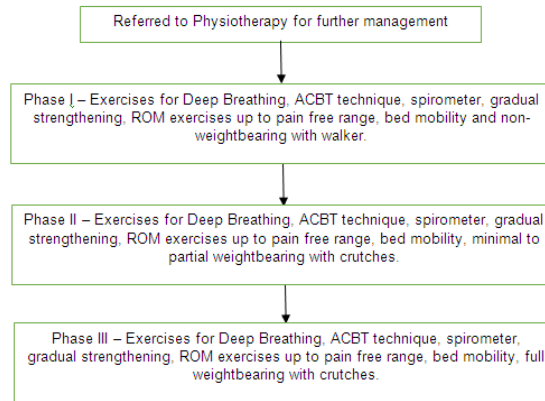 Referred to Physiotherapy for further management
Phase I – Exercises for Deep Breathing, ACBT technique, spirometer, gradual
strengthening, ROM exercises up to pain free range, bed mobility and non-
weightbearing with walker.
Phase II – Exercises for Deep Breathing, ACBT technique, spirometer, gradual
strengthening, ROM exercises up to pain free range, bed mobility, minimal to
partial weightbearing with crutches.
Phase III – Exercises for Deep Breathing, ACBT technique, spirometer,
gradual strengthening, ROM exercises up to pain free range, bed mobility, full
weightbearing with crutches.